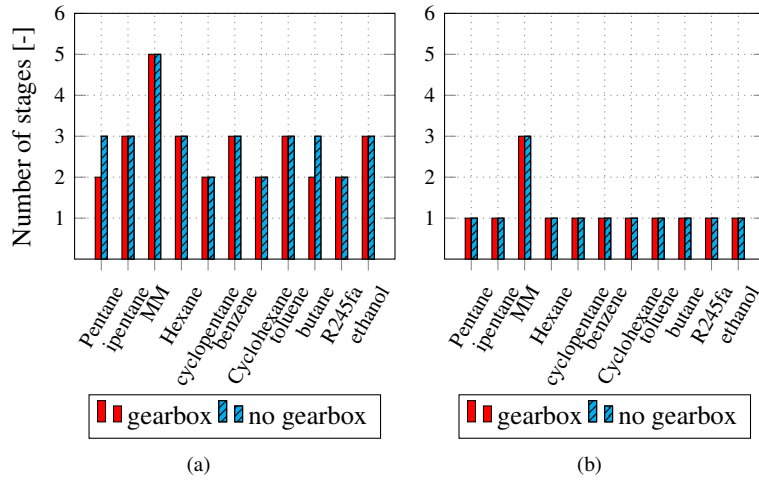 Number of stages [-]
6
5
4
3
2
1
Pentane
ipentane
MM
Hexane
cyclopentane
benzene
Cyclohexane
toluene
butane
R245fa
ethanol
gearbox no gearbox
(a)
6
5
4
3
2
1
Pentane
ipentane
MM
Hexane
cyclopentane
benzene
Cyclohexane
toluene
butane
R245fa
ethanol
gearbox no gearbox
(b)